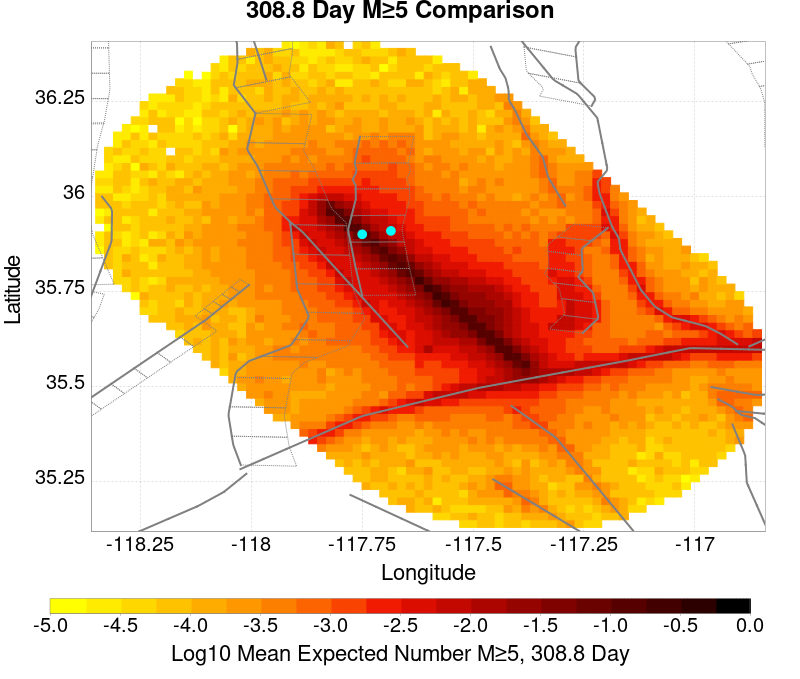 308.8 Day M≥5 Comparison
36.25
36
35.75
35.5
35.25
Latitude
-118.25 -118 -117.75 -117.5 -117.25 -117
Longitude
-5.0 -4.5 -4.0 -3.5 -3.0 -2.5 -2.0 -1.5 -1.0 -0.5 0.0
Log10 Mean Expected Number M≥5, 308.8 Day